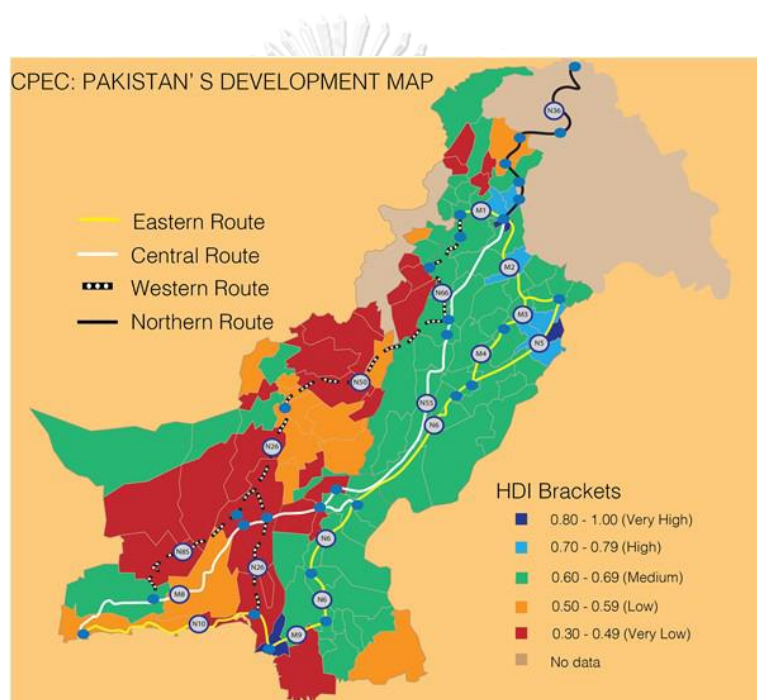 CPEC: PAKISTAN' S DEVELOPMENT MAP
N36
Eastern Route
Central Route
Western Route
Northern Route
M1
M2
N66
M3
N5
M4
N50
N55
N6
N26
HDI Brackets
0.80 - 1.00 (Very High)
0.70 - 0.79 (High)
0.60 - 0.69 (Medium)
0.50 - 0.59 (Low)
0.30 - 0.49 (Very Low)
No data
N6
N85
N26
M8
N6
N10
M9